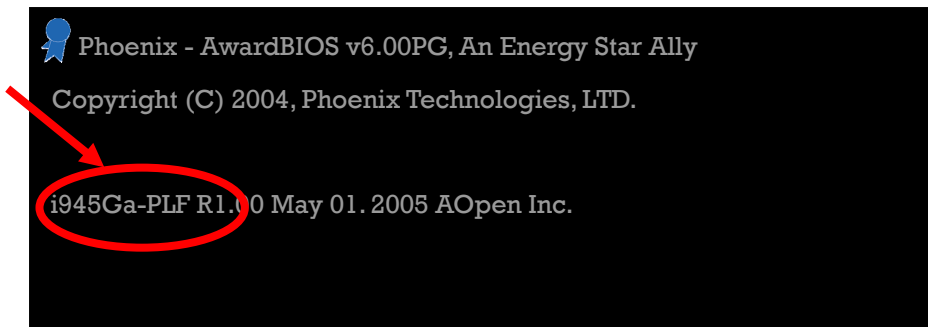 Phoenix - AwardBIOS v6.00PG, An Energy Star Ally
Copyright (C) 2004, Phoenix Technologies, LTD.
i945Ga-PLF R1.00 May 01. 2005 AOpen Inc.